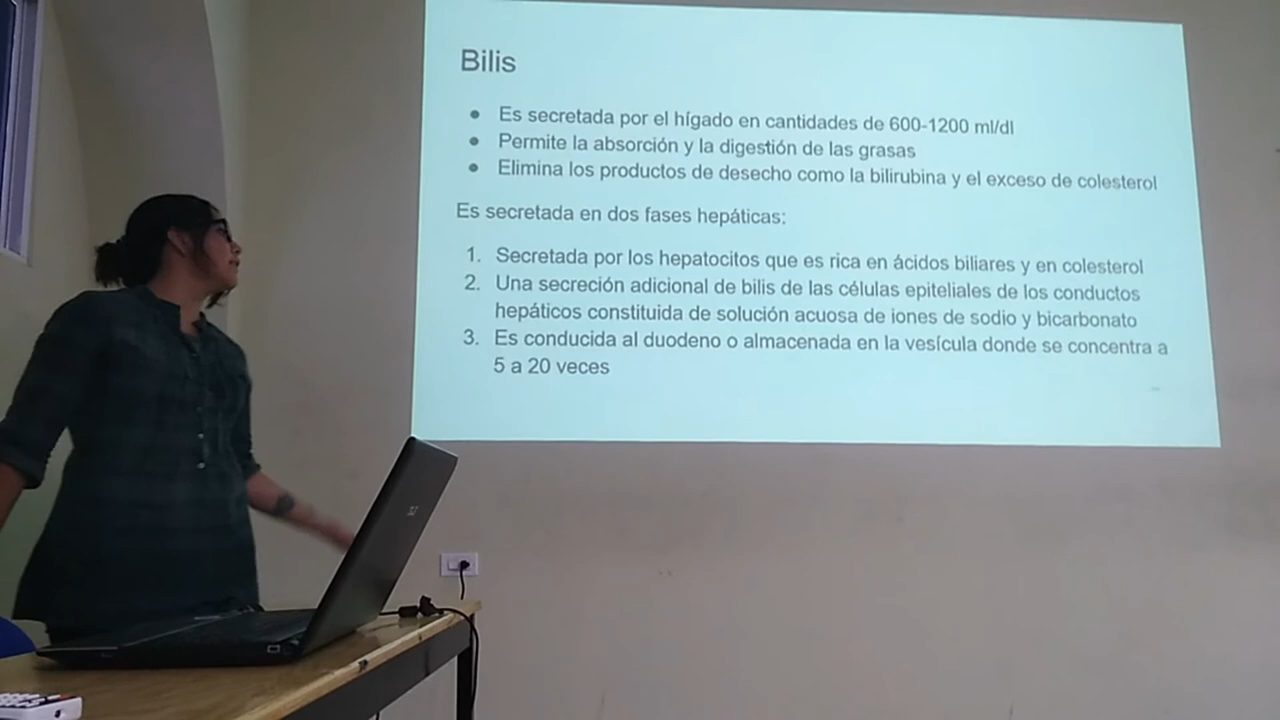 Bilis
● Es secretada por el hígado en cantidades de 600-1200 ml/dl
● Permite la absorción y la digestión de las grasas
● Elimina los productos de desecho como la bilirubina y el exceso de colesterol
Es secretada en dos fases hepáticas:
1. Secretada por los hepatocitos que es rica en ácidos biliares y en colesterol
2. Una secreción adicional de bilis de las células epiteliales de los conductos
hepáticos constituida de solución acuosa de iones de sodio y bicarbonato
3. Es conducida al duodeno o almacenada en la vesícula donde se concentra a
5 a 20 veces